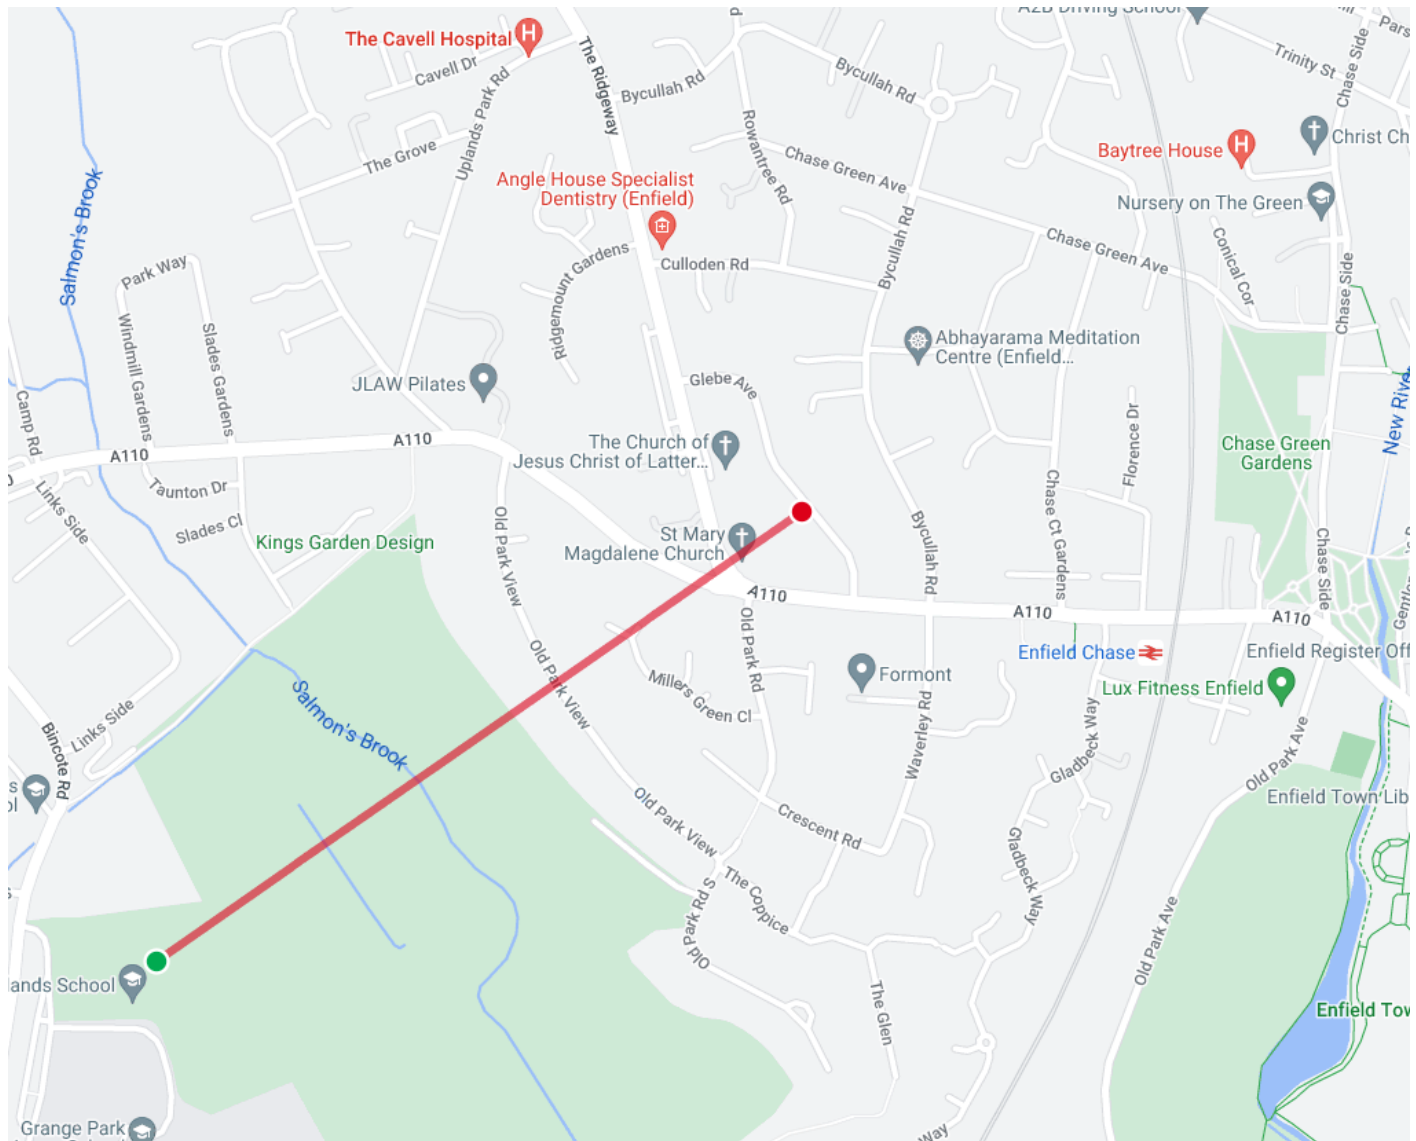 A2B Driving School
The Cavell Hospital
Cavell Dr
The Ridgeway
Uplands Park Rd
Bycullah Rd
Bycullah Rd
Trinity St
Chase Side
The Grove
Rowantree Rd
Chase Green Ave
Baytree House
Christ Ch
Angle House Specialist
Dentistry (Enfield)
Nursery on The Green
Salmon's Brook
Park Way
Ridgemount Gardens
Culloden Rd
Bycullah Rd
Chase Green Ave
Conical Cor
Chase Side
Windmill Gardens
Slades Gardens
JLAW Pilates
Glebe Ave
Abhayarama Meditation
Centre (Enfield...
Florence Dr
New River
Camp Rd
A110
A110
The Church of
Jesus Christ of Latter...
Chase Green
Gardens
Links Side
Taunton Dr
Slades Cl
Kings Garden Design
Old Park View
St Mary
Magdalene Church
Bycullah Rd
Chase Ct Gardens
Chase Side
A110
A110
A110
Old Park View
Old Park Rd
Enfield Chase
Enfield Register Off
Millers Green Cl
Formont
Lux Fitness Enfield
Links Side
Bincote Rd
Salmon's Brook
Waverley Rd
Gladbeck Way
Old Park Ave
Enfield Town Lib
Old Park View
Crescent Rd
Gladbeck Way
The Coppice
Old Park Rd S
Old Park Ave
lands School
The Glen
Enfield Tow
Grange Park
Way